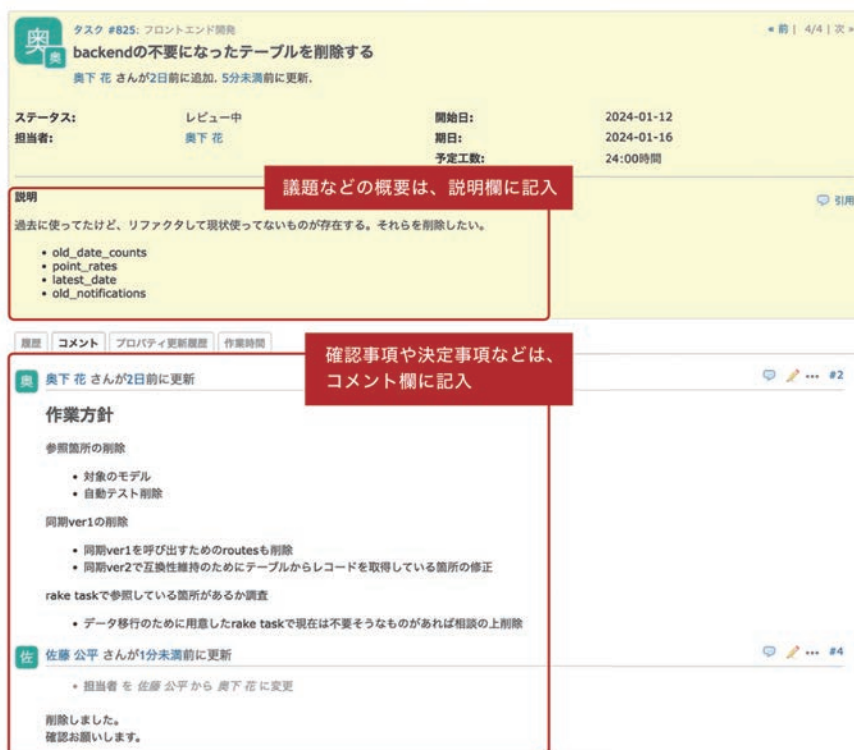 奥
奥
タスク #825: フロントエンド開発
« 前 | 4/4 | 次 »
backendの不要になったテーブルを削除する
奥下 花 さんが2日前に追加. 5分未満前に更新.
ステータス: レビュー中 開始日: 2024-01-12
担当者: 奥下 花 期日: 2024-01-16
予定工数: 24:00時間
議題などの概要は、説明欄に記入
説明
引用
過去に使ってたけど、リファクタして現状使ってないものが存在する。それらを削除したい。
• old_date_counts
• point_rates
• latest_date
• old_notifications
履歴 コメント プロパティ更新履歴 作業時間
確認事項や決定事項などは、
コメント欄に記入
奥 奥下 花 さんが2日前に更新 ••• #2
作業方針
参照箇所の削除
• 対象のモデル
• 自動テスト削除
同期ver1の削除
• 同期ver1を呼び出すためのroutesも削除
• 同期ver2で互換性維持のためにテーブルからレコードを取得している箇所の修正
rake taskで参照している箇所があるか調査
• データ移行のために用意したrake taskで現在は不要そうなものがあれば相談の上削除
佐 佐藤 公平 さんが1分未満前に更新 ••• #4
• 担当者 を 佐藤 公平 から 奥下 花 に変更
削除しました。
確認お願いします。